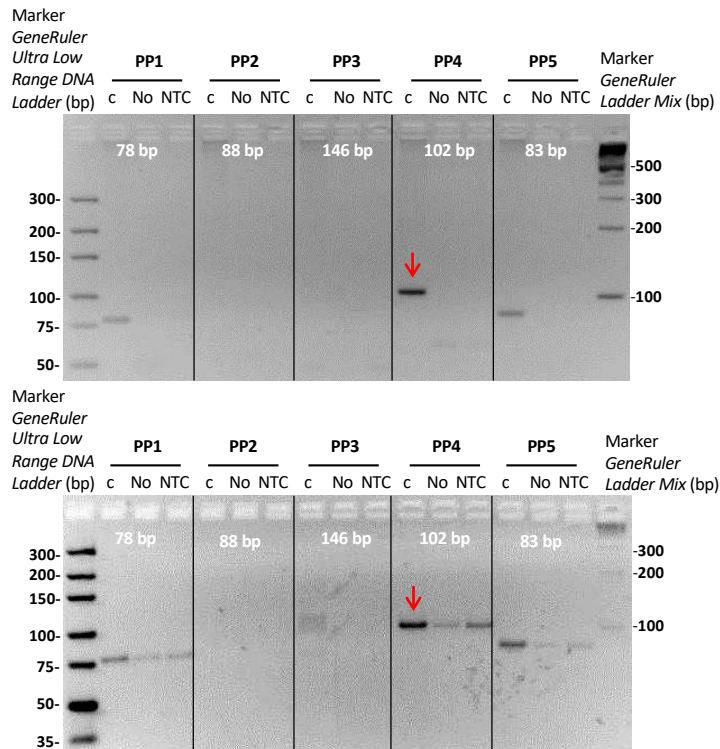 Marker
GeneRuler
Ultra Low
Range DNA
Ladder (bp)
PP1 PP2 PP3 PP4 PP5
c No NTC c No NTC c No NTC c No NTC c No NTC
Marker
GeneRuler
Ladder Mix (bp)
78 bp 88 bp 146 bp 102 bp 83 bp
300-
200-
150-
100-
75-
50-
-500
-300
-200
-100
Marker
GeneRuler
Ultra Low
Range DNA
Ladder (bp)
PP1 PP2 PP3 PP4 PP5
c No NTC c No NTC c No NTC c No NTC c No NTC
Marker
GeneRuler
Ladder Mix (bp)
78 bp 88 bp 146 bp 102 bp 83 bp
300-
200-
150-
100-
75-
50-
35-
-300
-200
-100